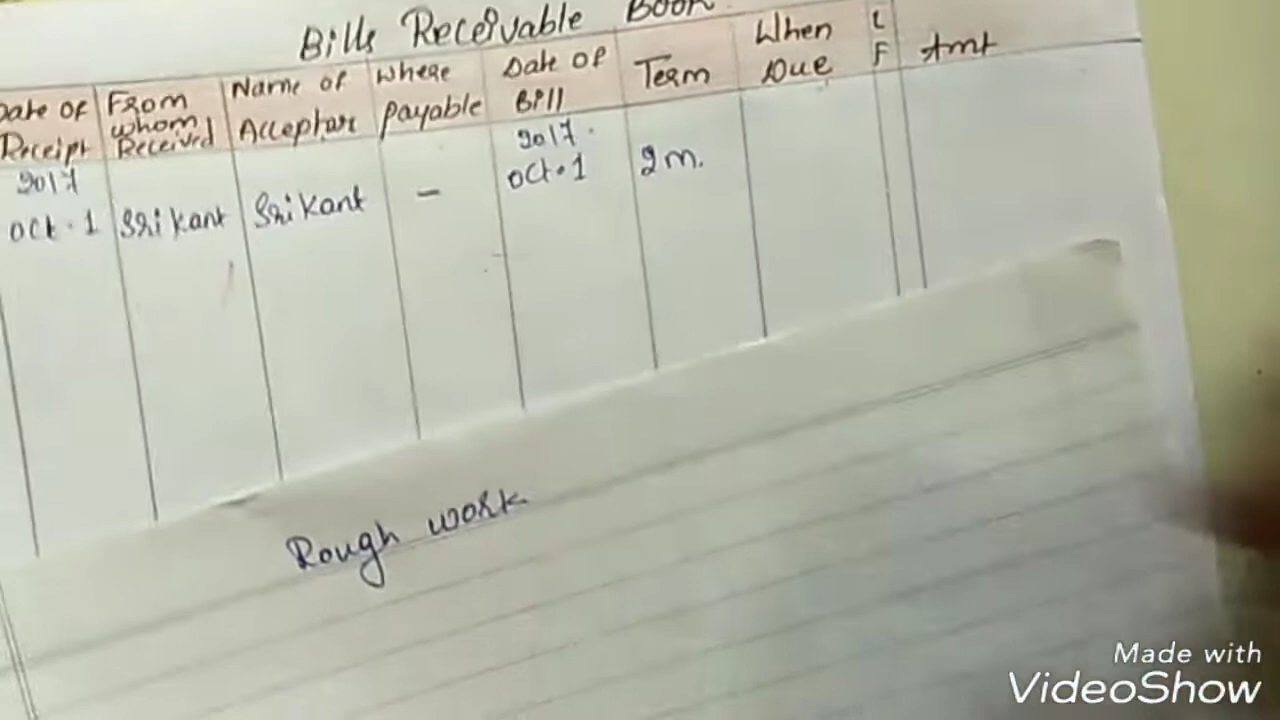 Bills Receivable Book
Date of Receipt
From whom Received
Name of Acceptor
Where payable
Date of Bill
Term
When Due
L F
Amt
2017
2017
Oct. 1
Srikant
Srikant
-
Oct. 1
2 m.
Rough work
Made with
VideoShow